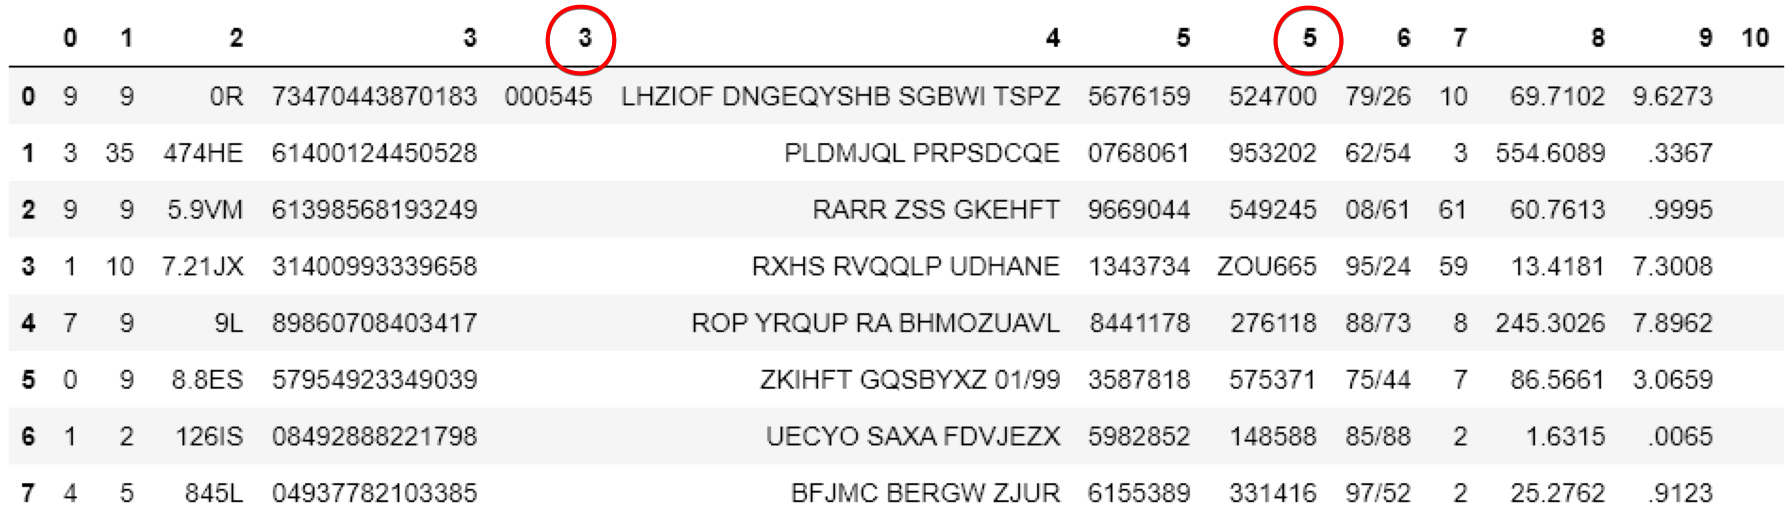 0 1 2 3 3 4 5 5 6 7 8 9 10
0 9 9 0R 73470443870183 000545 LHZIOF DNGEQYSHB SGBWI TSPZ 5676159 524700 79/26 10 69.7102 9.6273
1 3 35 474HE 61400124450528 PLDMJQL PRPSDCQE 0768061 953202 62/54 3 554.6089 .3367
2 9 9 5.9VM 61398568193249 RARR ZSS GKEHFT 9669044 549245 08/61 61 60.7613 .9995
3 1 10 7.21JX 31400993339658 RXHS RVQQLP UDHANE 1343734 ZOU665 95/24 59 13.4181 7.3008
4 7 9 9L 89860708403417 ROP YRQUP RA BHMOZUAVL 8441178 276118 88/73 8 245.3026 7.8962
5 0 9 8.8ES 57954923349039 ZKIHFT GQSBYXZ 01/99 3587818 575371 75/44 7 86.5661 3.0659
6 1 2 126IS 08492888221798 UECYO SAXA FDVJEZX 5982852 148588 85/88 2 1.6315 .0065
7 4 5 845L 04937782103385 BFJMC BERGW ZJUR 6155389 331416 97/52 2 25.2762 .9123